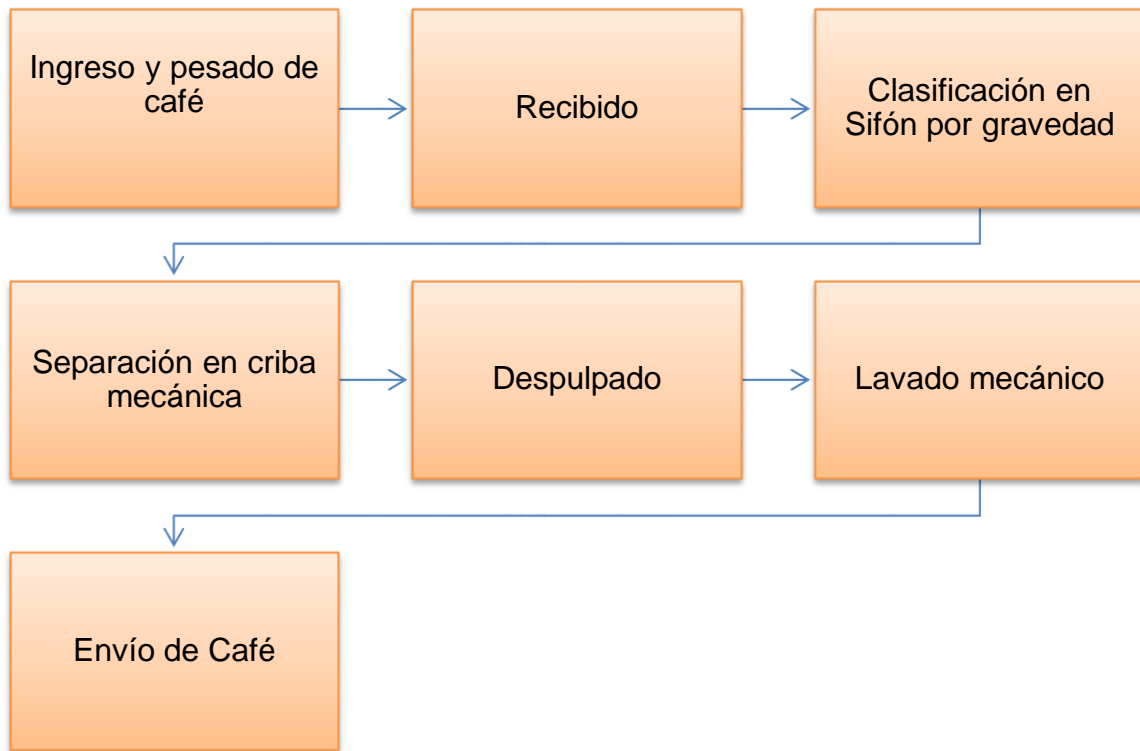 Ingreso y pesado de
café
Recibido
Clasificación en
Sifón por gravedad
Separación en criba
mecánica
Despulpado
Lavado mecánico
Envío de Café